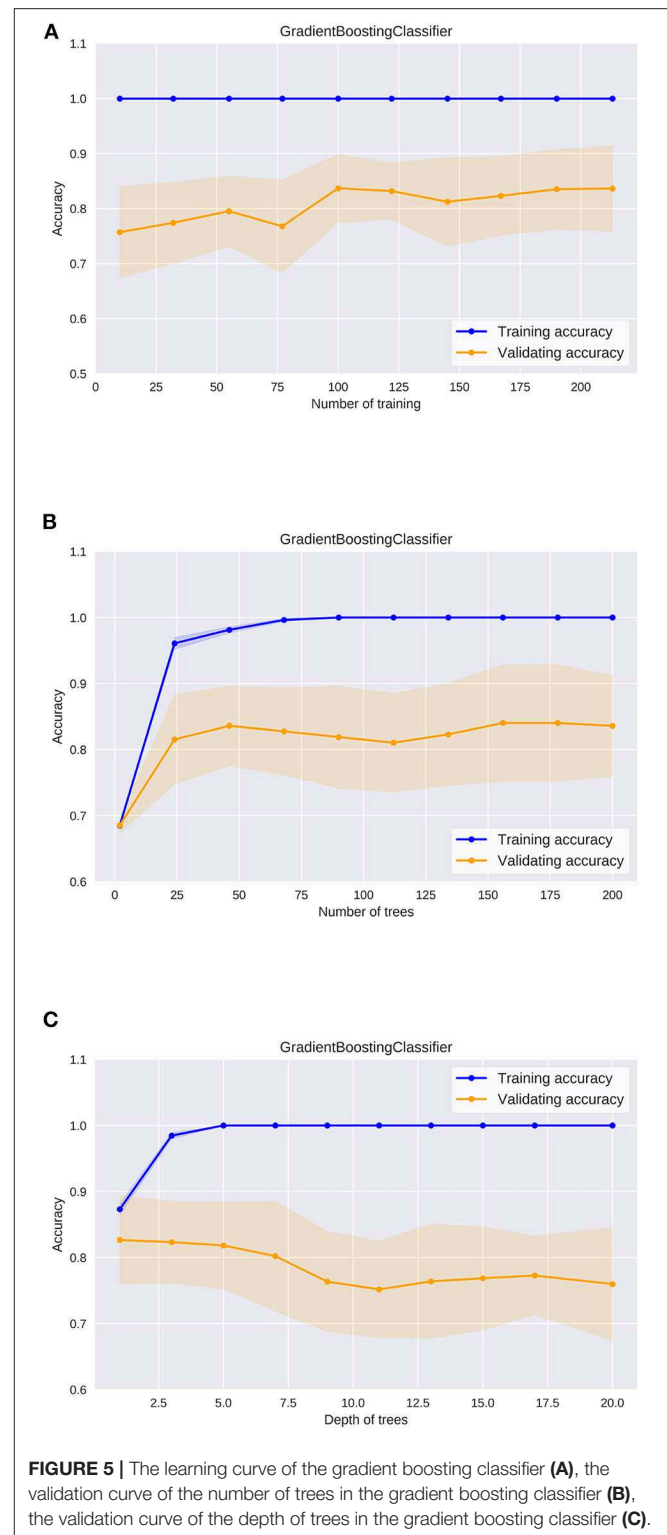 A
GradientBoostingClassifier
1.1
1.0
0.9
0.8
0.7
0.6
0.5
Accuracy
Training accuracy
Validating accuracy
0 25 50 75 100 125 150 175 200
Number of training
B
GradientBoostingClassifier
1.1
1.0
0.9
0.8
0.7
0.6
Accuracy
Training accuracy
Validating accuracy
0 25 50 75 100 125 150 175 200
Number of trees
C
GradientBoostingClassifier
1.1
1.0
0.9
0.8
0.7
0.6
Accuracy
Training accuracy
Validating accuracy
2.5 5.0 7.5 10.0 12.5 15.0 17.5 20.0
Depth of trees
FIGURE 5 | The learning curve of the gradient boosting classifier (A), the
validation curve of the number of trees in the gradient boosting classifier (B),
the validation curve of the depth of trees in the gradient boosting classifier (C).